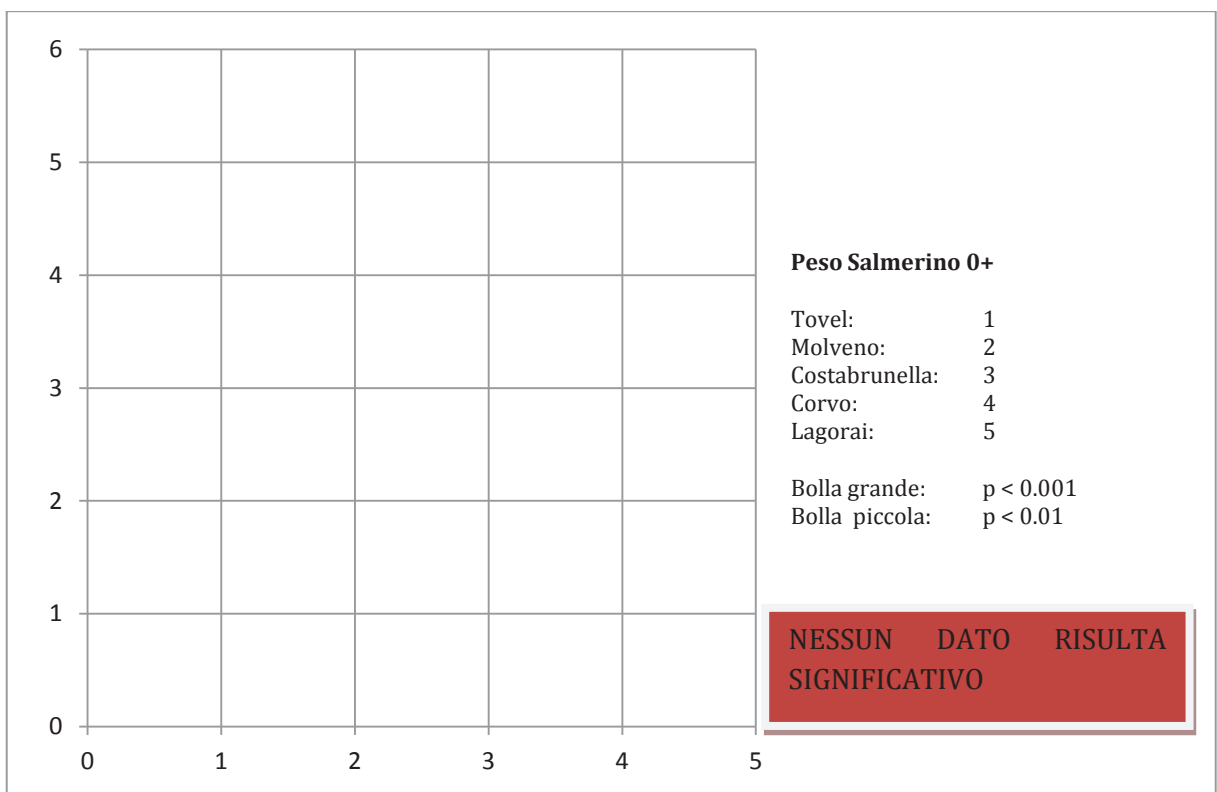 6
5
4
3
2
1
0
0 1 2 3 4 5
Peso Salmerino 0+
Tovel: 1
Molveno: 2
Costabrunella: 3
Corvo: 4
Lagorai: 5
Bolla grande: p < 0.001
Bolla piccola: p < 0.01
NESSUN DATO RISULTA
SIGNIFICATIVO